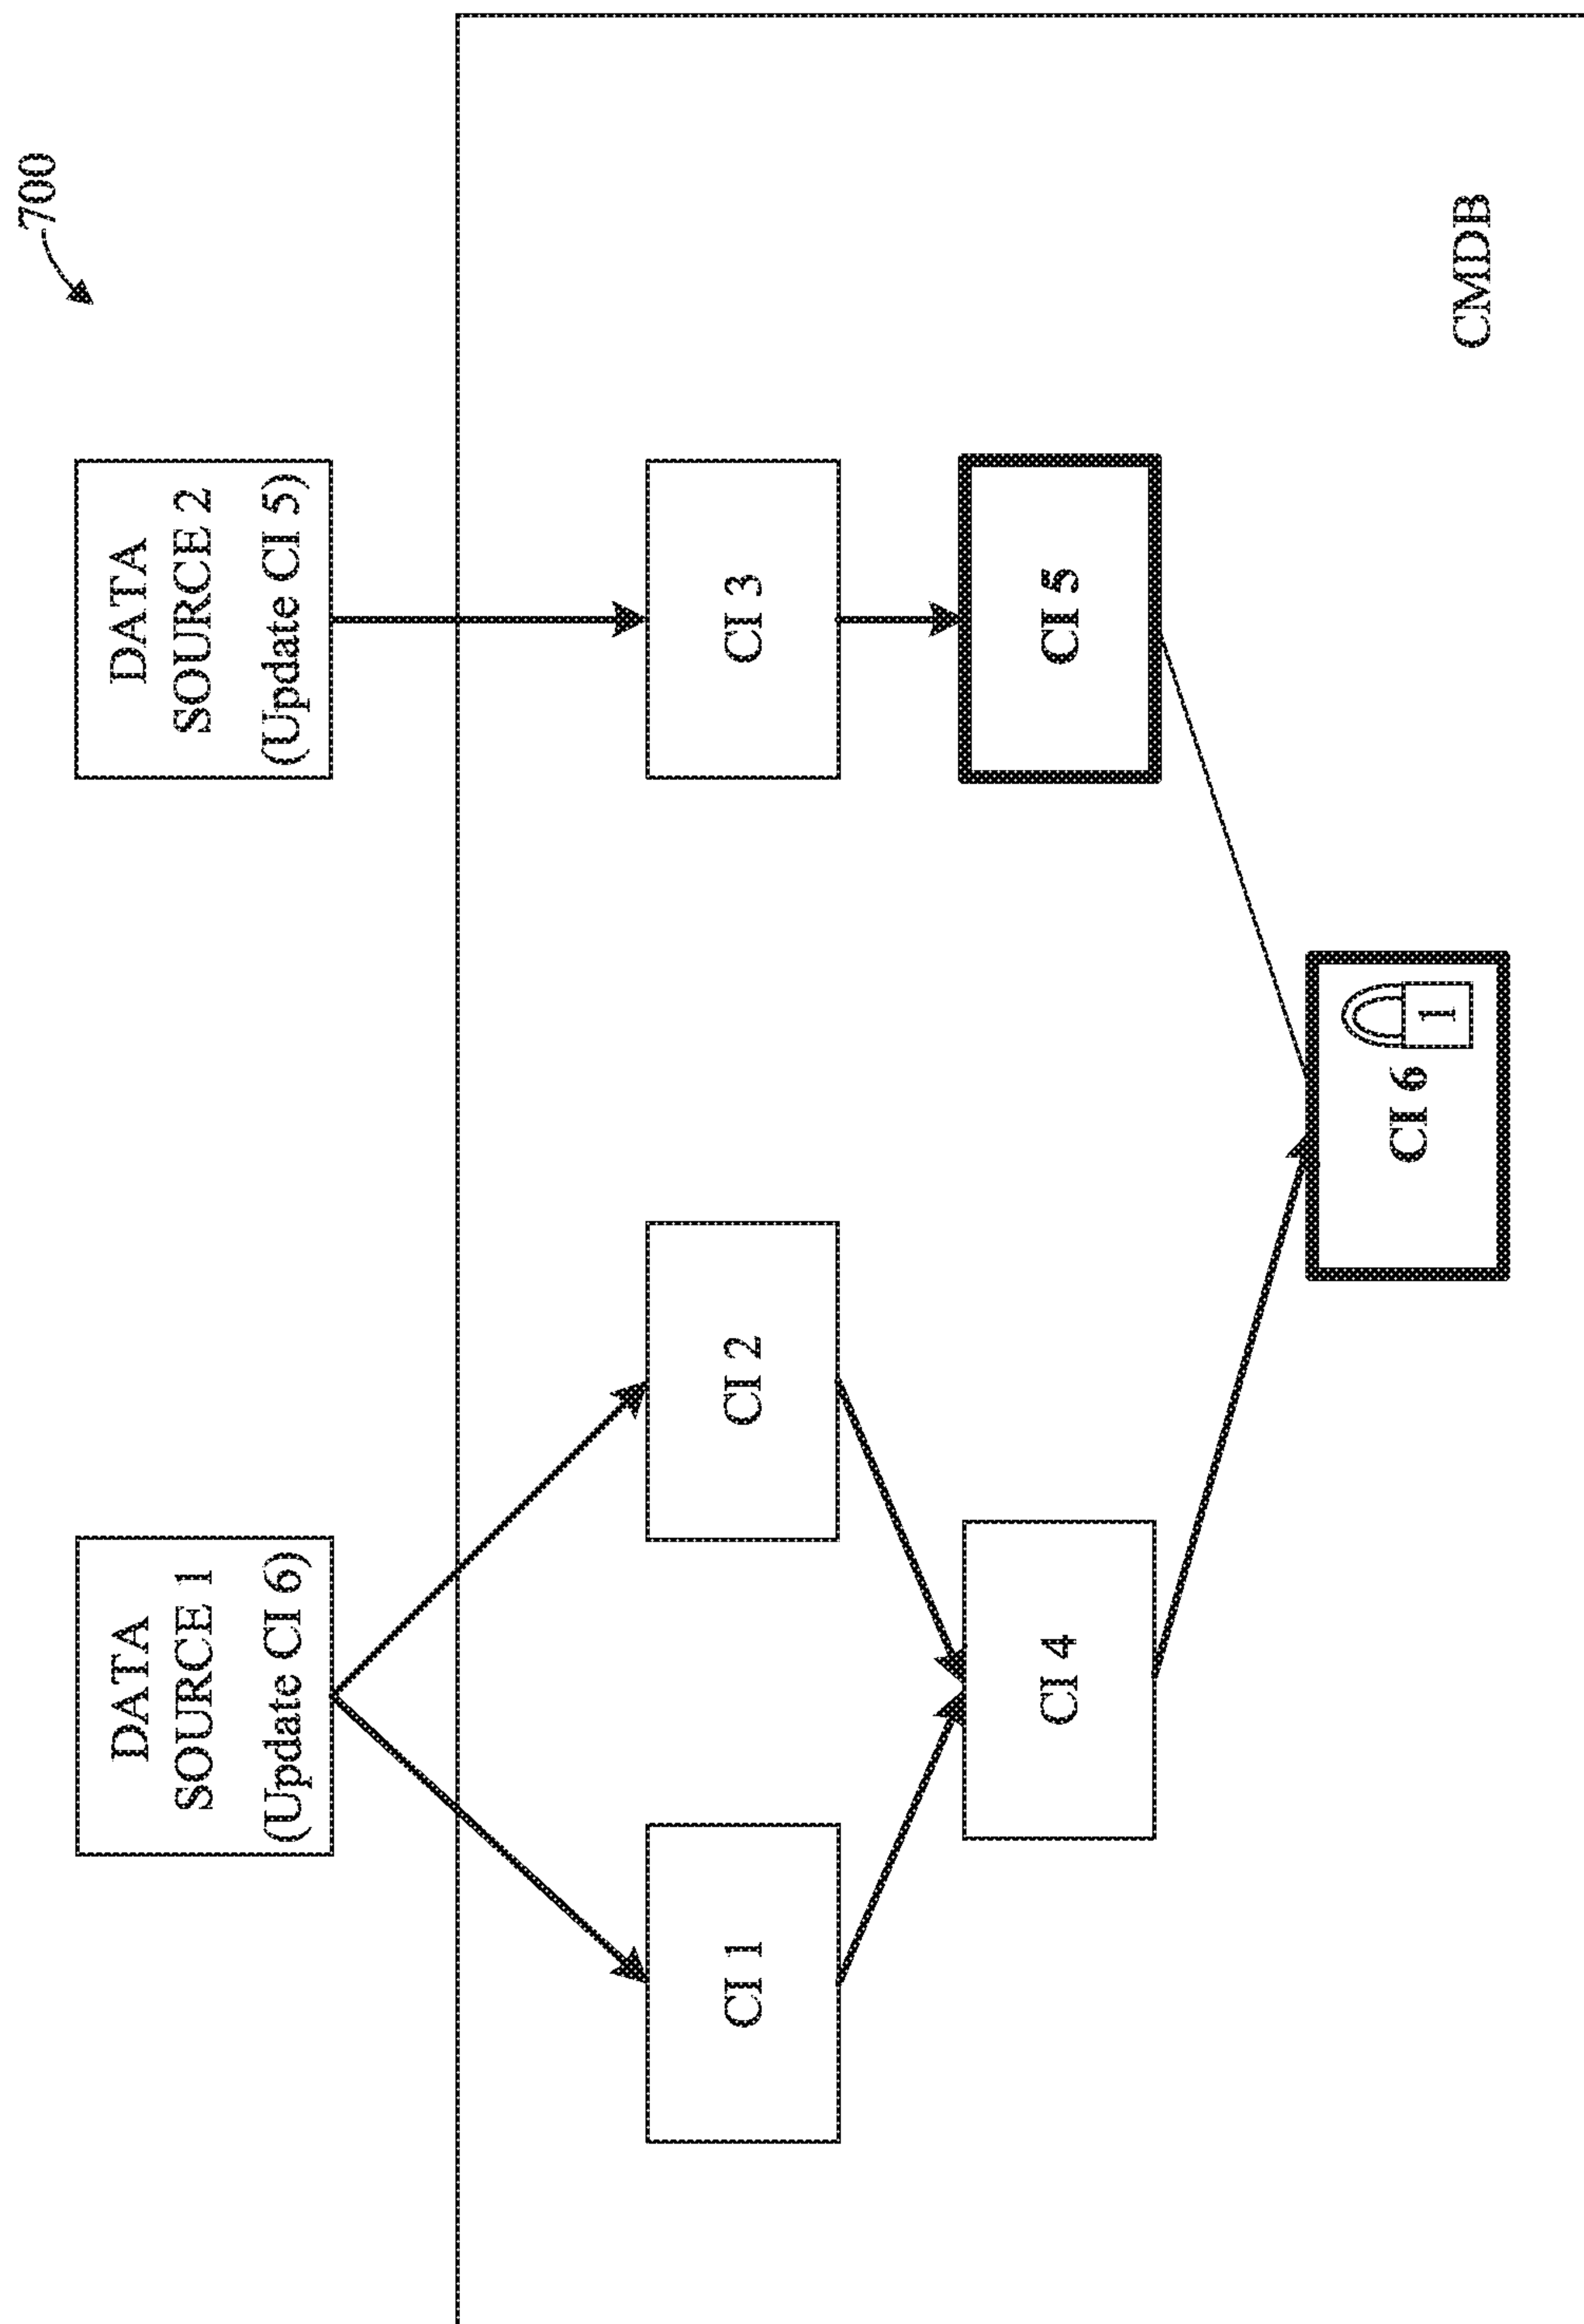 700
DATA
SOURCE 1
(Update CI 6)
DATA
SOURCE 2
(Update CI 5)
CI 1
CI 2
CI 3
CI 4
CI 5
CI 6
1
CMDB